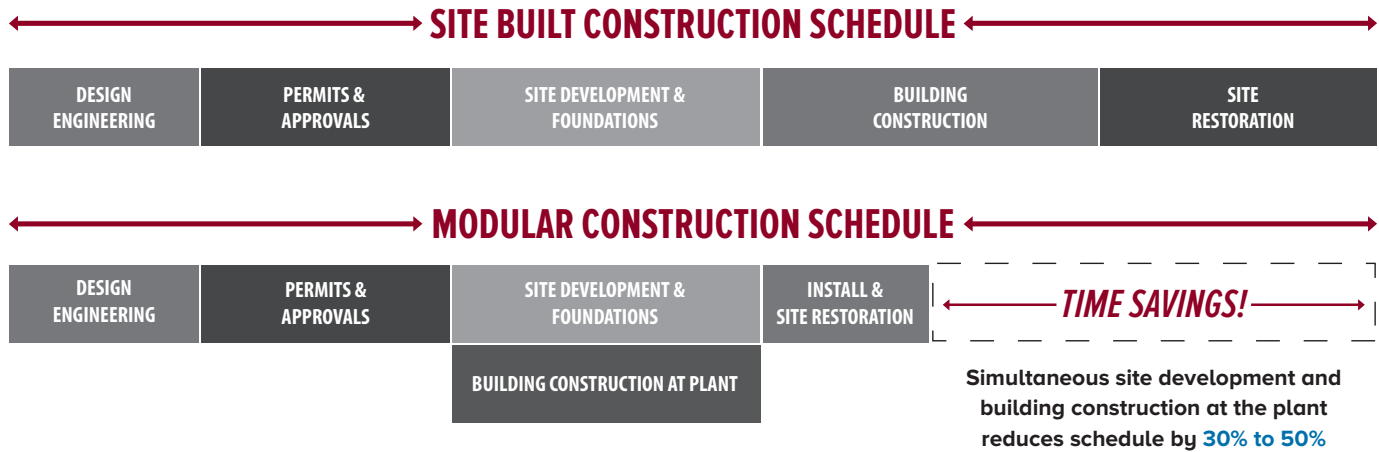 SITE BUILT CONSTRUCTION SCHEDULE
DESIGN
ENGINEERING
PERMITS &
APPROVALS
SITE DEVELOPMENT &
FOUNDATIONS
BUILDING
CONSTRUCTION
SITE
RESTORATION
MODULAR CONSTRUCTION SCHEDULE
DESIGN
ENGINEERING
PERMITS &
APPROVALS
SITE DEVELOPMENT &
FOUNDATIONS
INSTALL &
SITE RESTORATION
TIME SAVINGS!
BUILDING CONSTRUCTION AT PLANT
Simultaneous site development and
building construction at the plant
reduces schedule by 30% to 50%